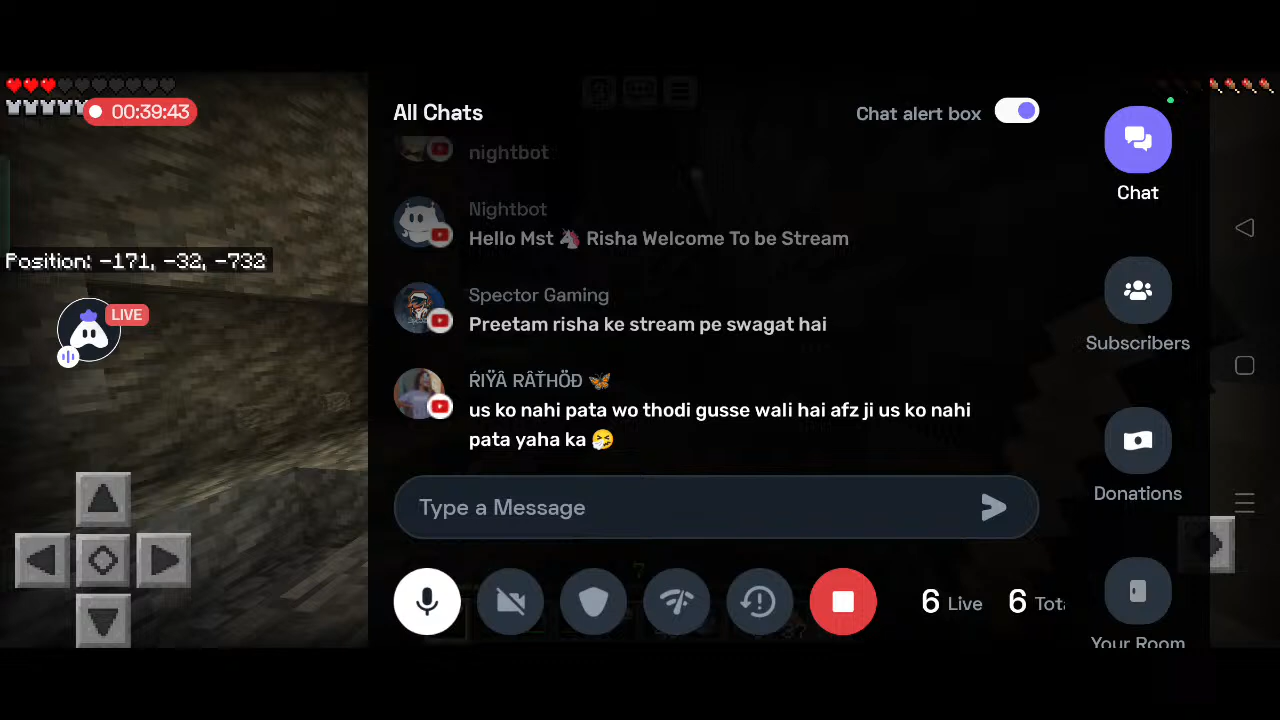 00:39:43
All Chats
Chat alert box
nightbot
Chat
Nightbot
Hello Mst 🦄 Risha Welcome To be Stream
Position: -171, -32, -732
LIVE
Spector Gaming
Preetam risha ke stream pe swagat hai
Subscribers
ŔIŸÂ RÂŤHÖĐ 🦋
us ko nahi pata wo thodi gusse wali hai afz ji us ko nahi
pata yaha ka 🤧
Donations
Type a Message
7
6 Live 6 Tot
Your Room